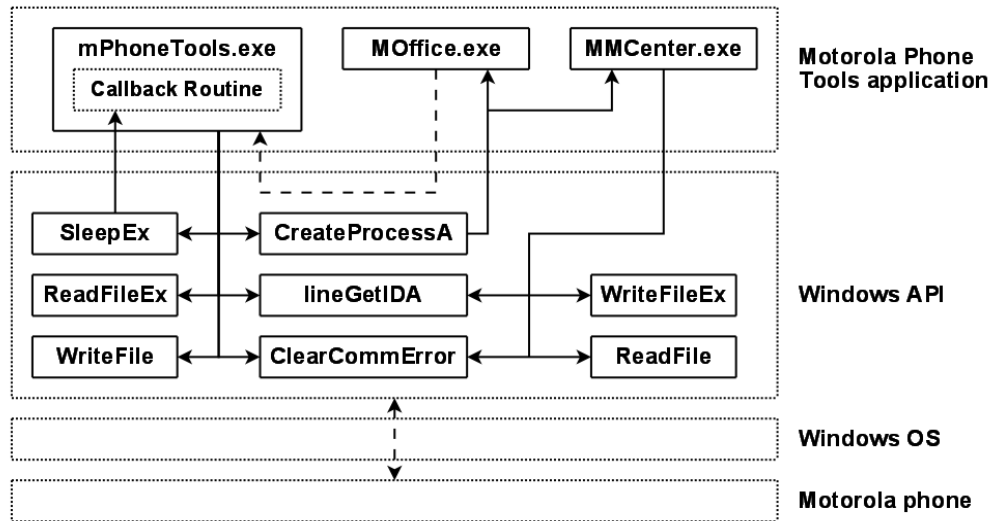 mPhoneTools.exe
Callback Routine
MOffice.exe
MMCenter.exe
Motorola Phone
Tools application
SleepEx
CreateProcessA
ReadFileEx
lineGetIDA
WriteFileEx
Windows API
WriteFile
ClearCommError
ReadFile
Windows OS
Motorola phone